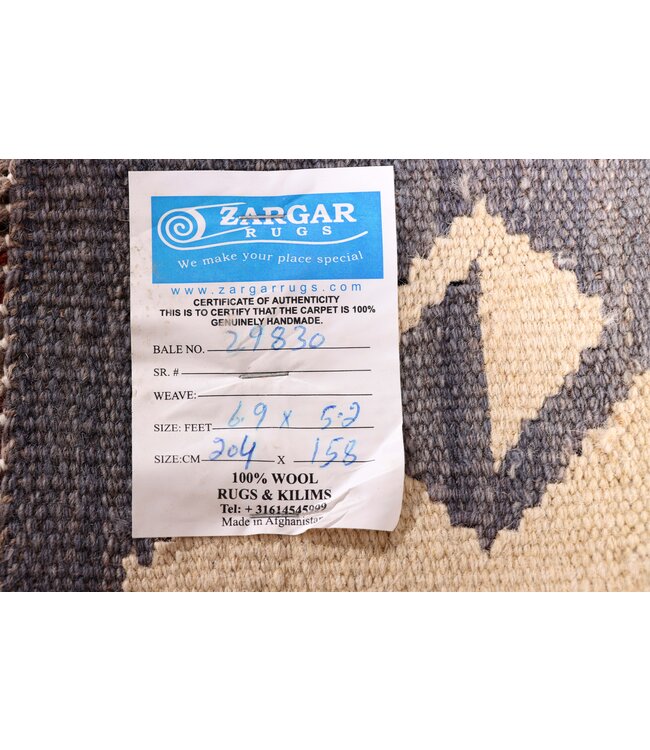 ZARGAR
RUGS
We make your place special
www.zargarrugs.com
CERTIFICATE OF AUTHENTICITY
THIS IS TO CERTIFY THAT THE CARPET IS 100%
GENUINELY HANDMADE.
BALE NO. 29830
SR. #
WEAVE:
SIZE: FEET 6.9 x 5.2
SIZE:CM 204 X 158
100% WOOL
RUGS & KILIMS
Tel: + 31614545999
Made in Afghanistan